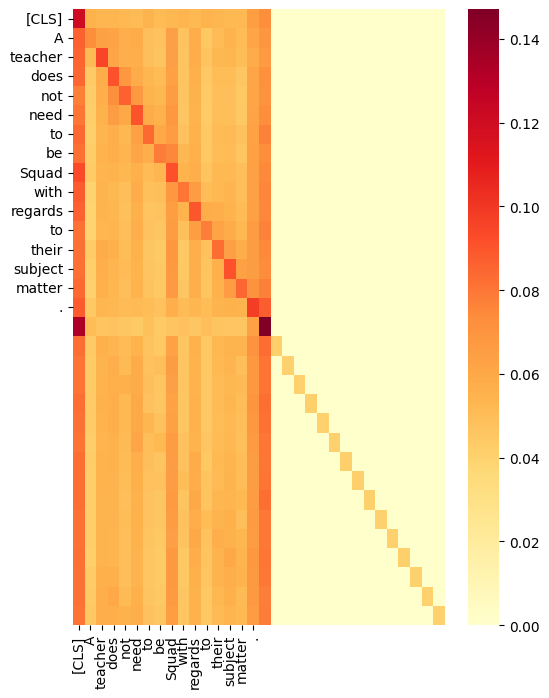 [CLS]
A
teacher
does
not
need
to
be
Squad
with
regards
to
their
subject
matter
.
[CLS]
A
teacher
does
not
need
to
be
Squad
with
regards
to
their
subject
matter
.
0.14
0.12
0.10
0.08
0.06
0.04
0.02
0.00